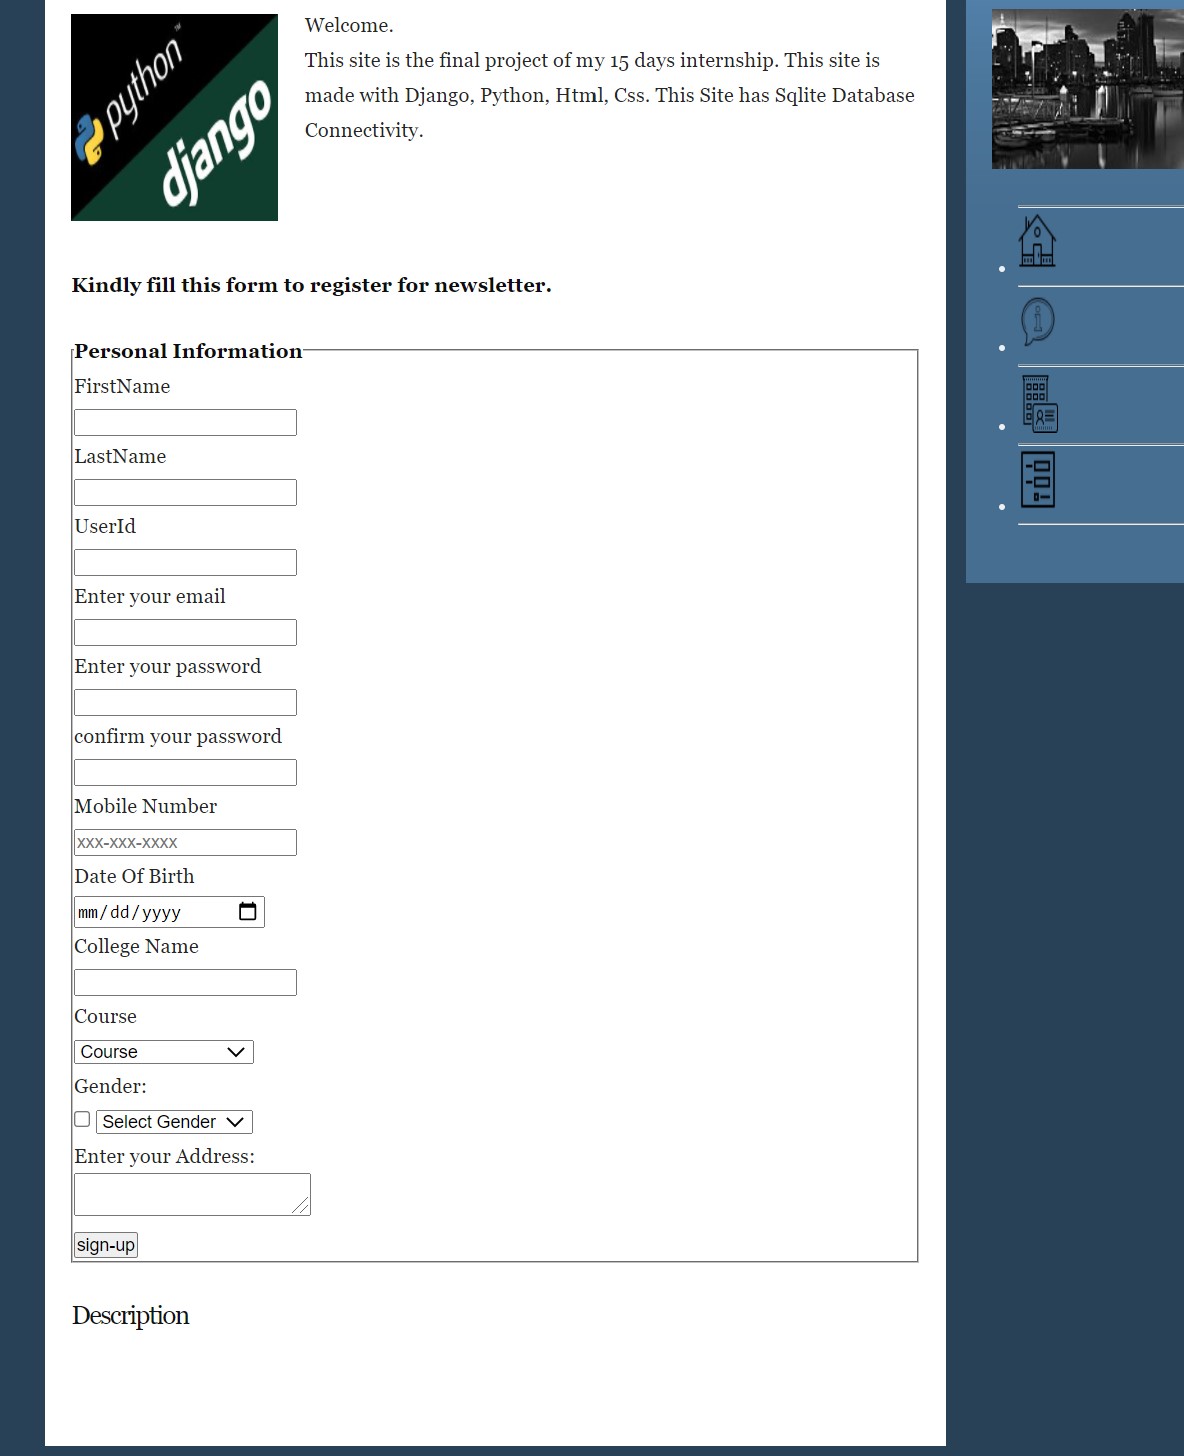 python™
django
Welcome.
This site is the final project of my 15 days internship. This site is
made with Django, Python, Html, Css. This Site has Sqlite Database
Connectivity.
Kindly fill this form to register for newsletter.
Personal Information
FirstName
LastName
UserId
Enter your email
Enter your password
confirm your password
Mobile Number
xxx-xxx-xxxx
Date Of Birth
mm/dd/yyyy
College Name
Course
Course
Gender:
Select Gender
Enter your Address:
sign-up
Description